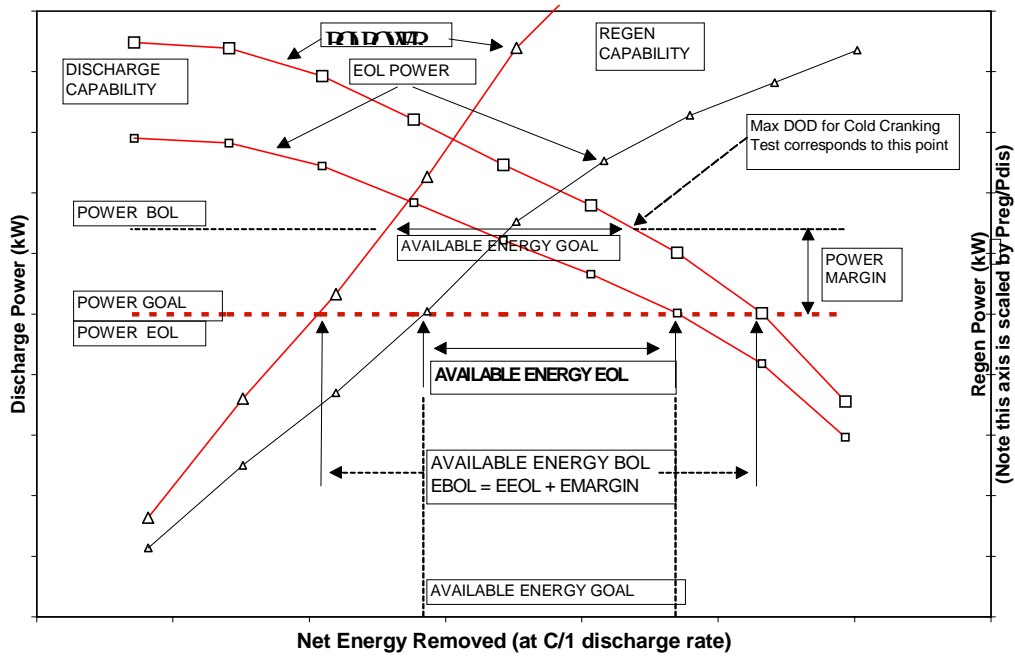 REGEN
CAPABILITY
DISCHARGE
CAPABILITY
EOL POWER
Max DOD for Cold Cranking
Test corresponds to this point
POWER BOL
AVAILABLE ENERGY GOAL
POWER
MARGIN
POWER GOAL
POWER EOL
AVAILABLE ENERGY EOL
AVAILABLE ENERGY BOL
EBOL = EEOL + EMARGIN
AVAILABLE ENERGY GOAL
Discharge Power (kW)
Regen Power (kW)
(Note this axis is scaled by Preg/Pdis)
Net Energy Removed (at C/1 discharge rate)